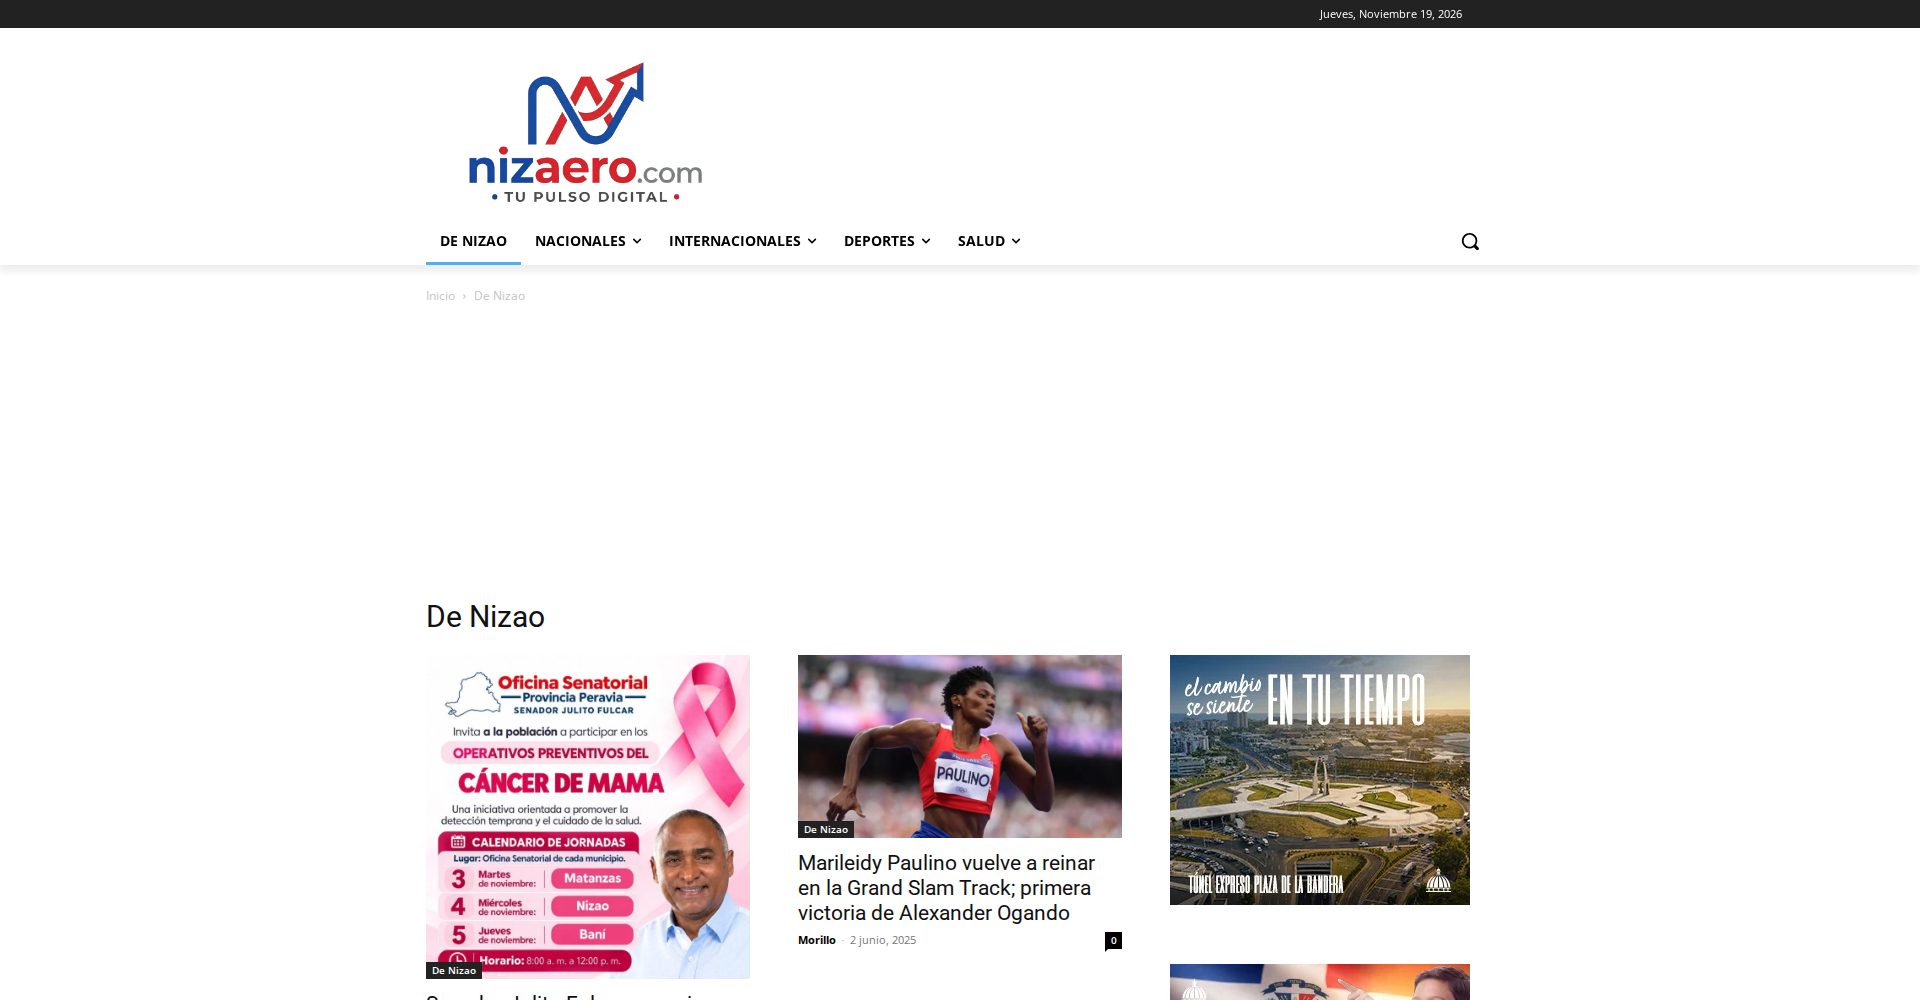 Jueves, Noviembre 19, 2026
nizaero.com
• TU PULSO DIGITAL •
DE NIZAO
NACIONALES
INTERNACIONALES
DEPORTES
SALUD
Inicio › De Nizao
De Nizao
Oficina Senatorial
Provincia Peravia
SENADOR JULITO FULCAR
Invita a la población a participar en los
OPERATIVOS PREVENTIVOS DEL
CÁNCER DE MAMA
Una iniciativa orientada a promover la
detección temprana y el cuidado de la salud.
CALENDARIO DE JORNADAS
Lugar: Oficina Senatorial de cada municipio.
3 Martes de noviembre: Matanzas
4 Miércoles de noviembre: Nizao
5 Jueves de noviembre: Baní
Horario: 8:00 a. m. a 12:00 p. m.
De Nizao
PAULINO
De Nizao
Marileidy Paulino vuelve a reinar
en la Grand Slam Track; primera
victoria de Alexander Ogando
Morillo - 2 junio, 2025
0
el cambio
se siente
EN TU TIEMPO
TÚNEL EXPRESO PLAZA DE LA BANDERA